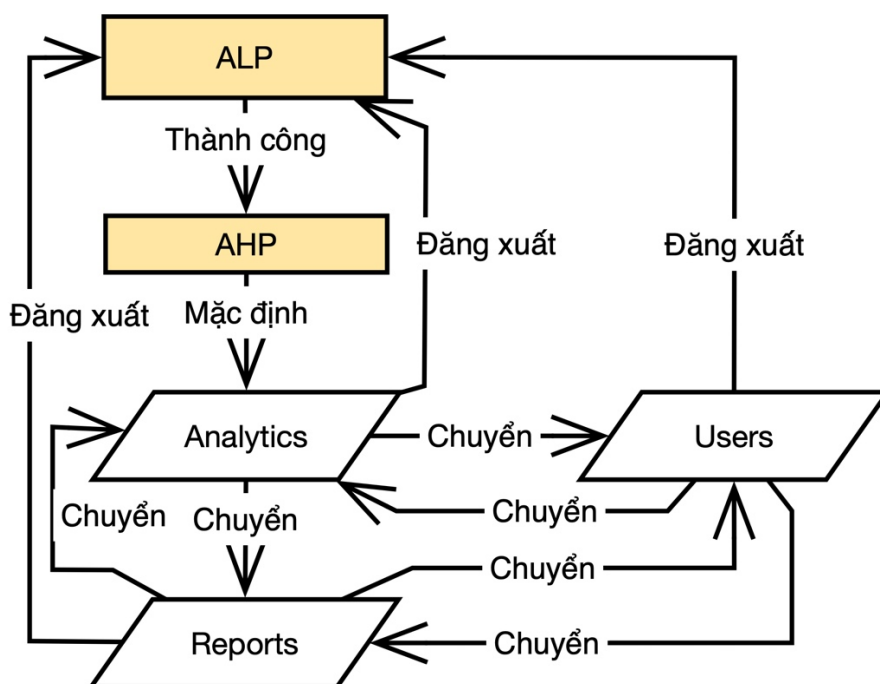 ALP
Thành công
AHP
Đăng xuất
Đăng xuất
Đăng xuất
Mặc định
Analytics
Chuyển
Users
Chuyển
Chuyển
Chuyển
Chuyển
Reports
Chuyển